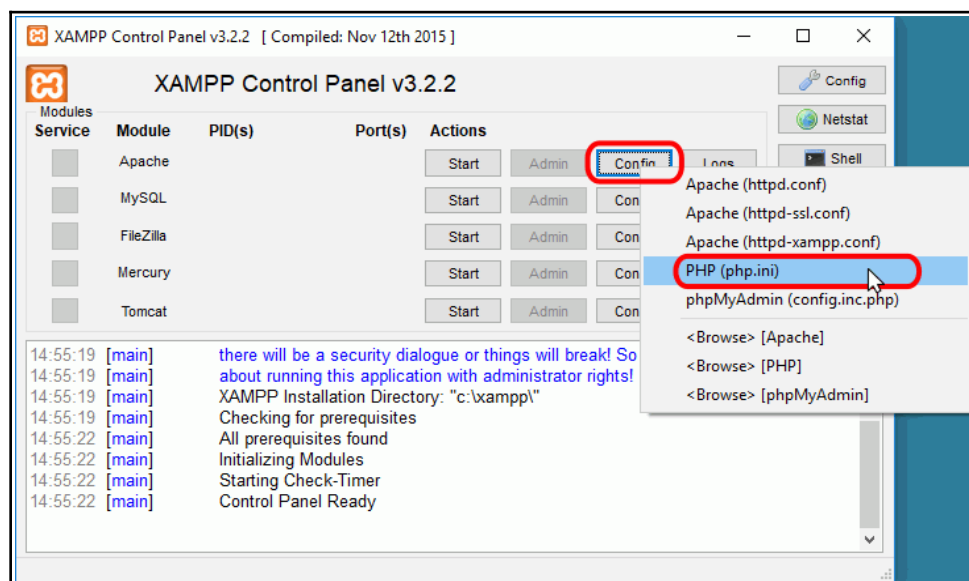 XAMPP Control Panel v3.2.2 [ Compiled: Nov 12th 2015 ]
XAMPP Control Panel v3.2.2
Config
Modules
Service Module PID(s) Port(s) Actions
Netstat
Apache Start Admin Config Logs Shell
MySQL Start Admin Con
FileZilla Start Admin Con
Mercury Start Admin Con
Tomcat Start Admin Con
Apache (httpd.conf)
Apache (httpd-ssl.conf)
Apache (httpd-xampp.conf)
PHP (php.ini)
phpMyAdmin (config.inc.php)
<Browse> [Apache]
<Browse> [PHP]
<Browse> [phpMyAdmin]
14:55:19 [main] there will be a security dialogue or things will break! So
14:55:19 [main] about running this application with administrator rights!
14:55:19 [main] XAMPP Installation Directory: "c:\xampp\"
14:55:19 [main] Checking for prerequisites
14:55:22 [main] All prerequisites found
14:55:22 [main] Initializing Modules
14:55:22 [main] Starting Check-Timer
14:55:22 [main] Control Panel Ready